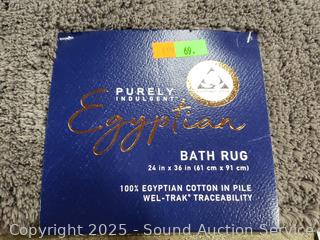 69.
PURELY
INDULGENT™
Egyptian
BATH RUG
24 in x 36 in (61 cm x 91 cm)
100% EGYPTIAN COTTON IN PILE
WEL-TRAK® TRACEABILITY
Copyright 2025 - Sound Auction Service